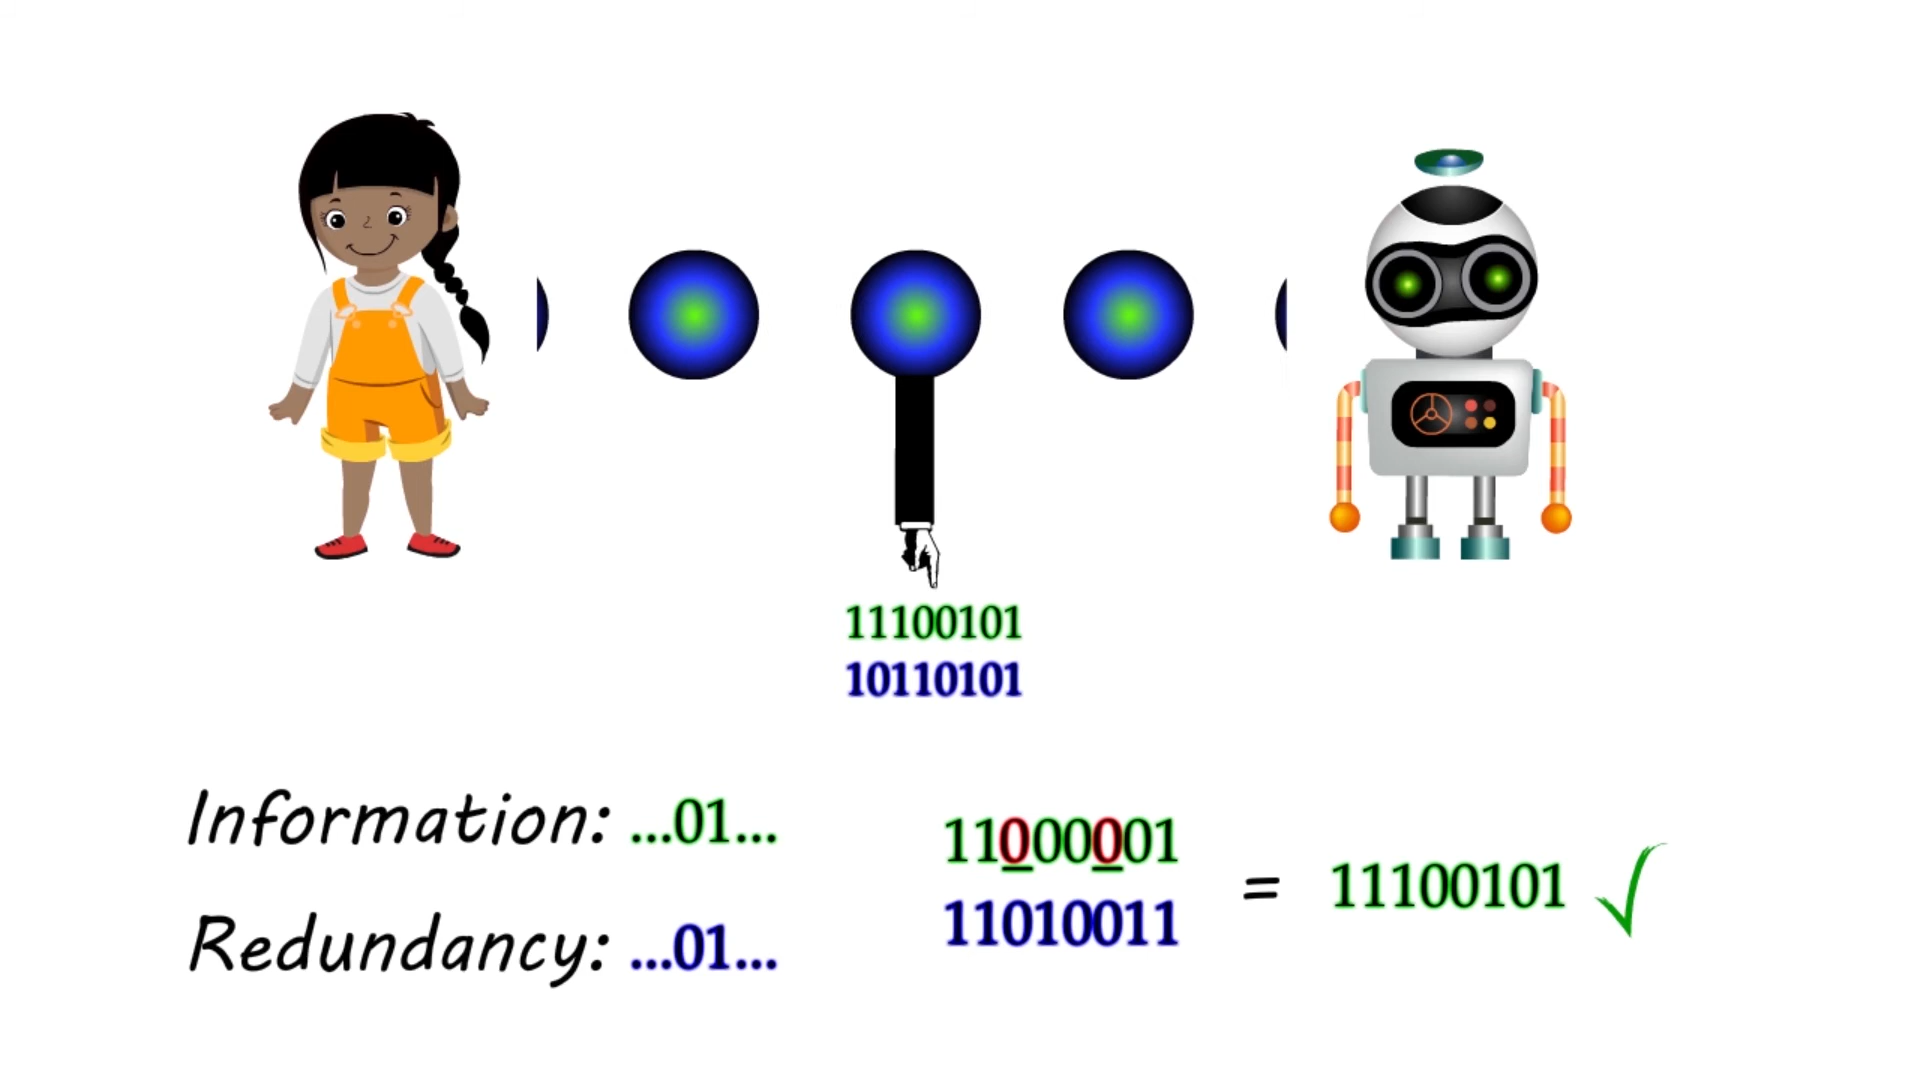 11100101
10110101
Information: ...01...
Redundancy: ...01...
11000001
11010011
= 11100101 ✓